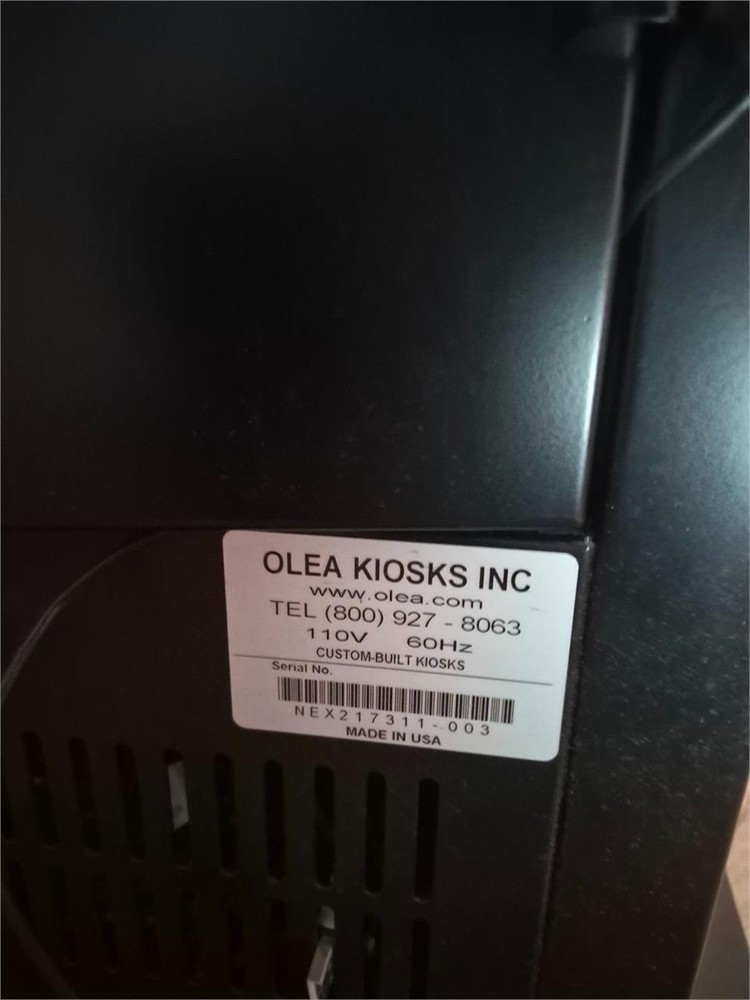 OLEA KIOSKS INC
www.olea.com
TEL (800) 927 - 8063
110V 60Hz
CUSTOM-BUILT KIOSKS
Serial No.
NEX217311-003
MADE IN USA